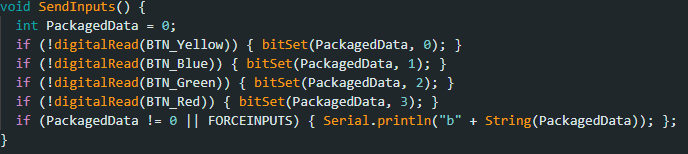 void SendInputs() {
  int PackagedData = 0;
  if (!digitalRead(BTN_Yellow)) { bitSet(PackagedData, 0); }
  if (!digitalRead(BTN_Blue)) { bitSet(PackagedData, 1); }
  if (!digitalRead(BTN_Green)) { bitSet(PackagedData, 2); }
  if (!digitalRead(BTN_Red)) { bitSet(PackagedData, 3); }
  if (PackagedData != 0 || FORCEINPUTS) { Serial.println("b" + String(PackagedData)); };
}